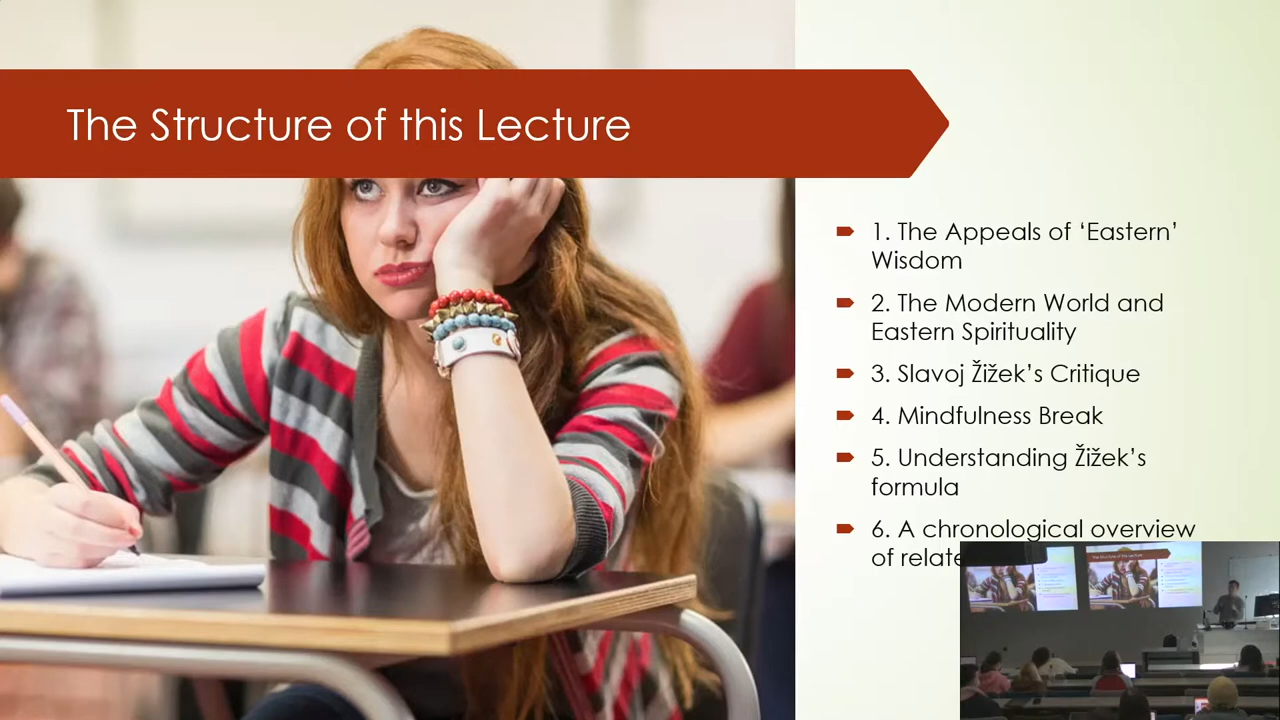 The Structure of this Lecture
1. The Appeals of ‘Eastern’
Wisdom
2. The Modern World and
Eastern Spirituality
3. Slavoj Žižek’s Critique
4. Mindfulness Break
5. Understanding Žižek’s
formula
6. A chronological overview
of relate